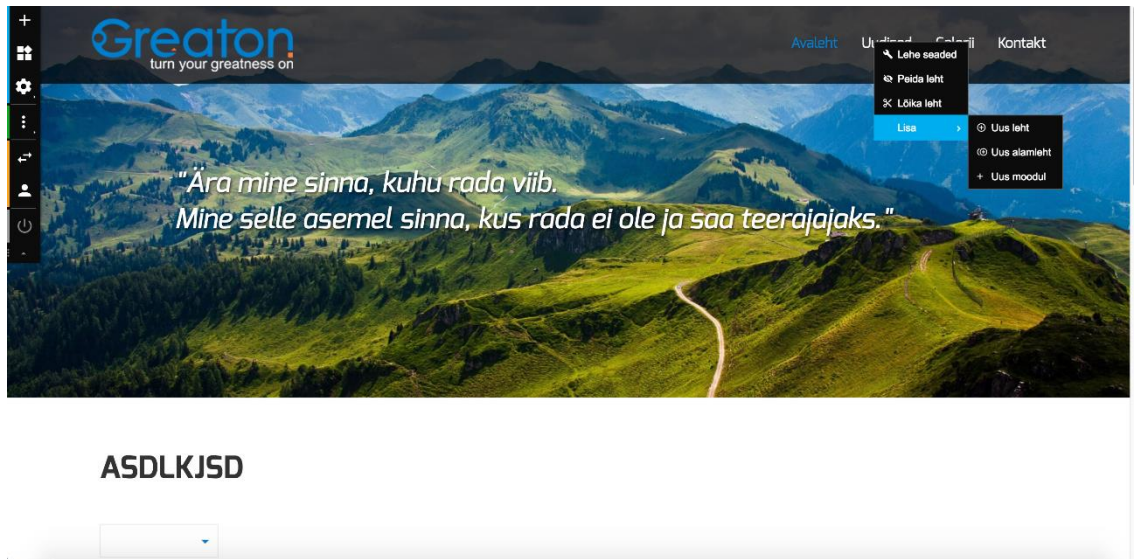 Greaton
turn your greatness on
Avaleht Uudised Galerii Kontakt
Lehe seaded
Peida leht
Lõika leht
Lisa
Uus leht
Uus alamleht
Uus moodul
"Ära mine sinna, kuhu rada viib.
Mine selle asemel sinna, kus rada ei ole ja saa teerajajaks."
ASDLKJSD